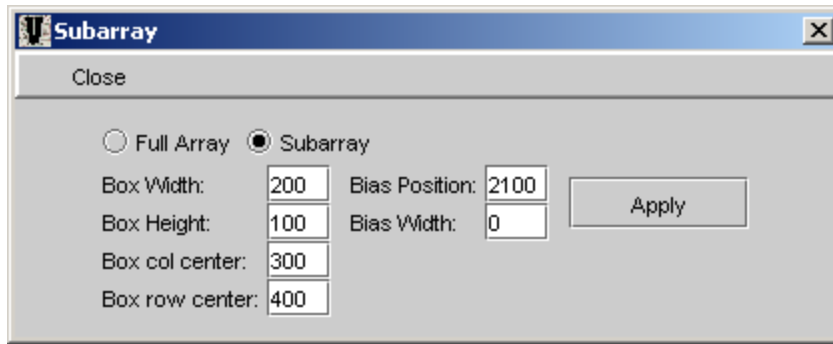 Subarray
Close
Full Array Subarray
Box Width: 200 Bias Position: 2100
Box Height: 100 Bias Width: 0
Apply
Box col center: 300
Box row center: 400